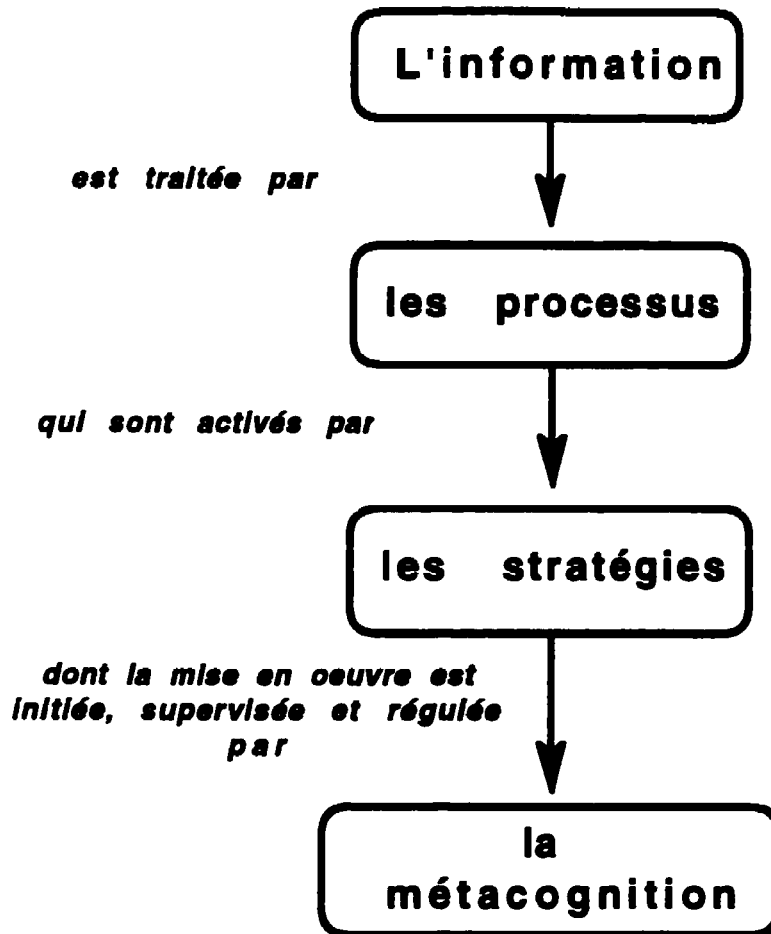 L'information
est traitée par
les processus
qui sont activés par
les stratégies
dont la mise en oeuvre est
initiée, supervisée et régulée
par
la
métacognition